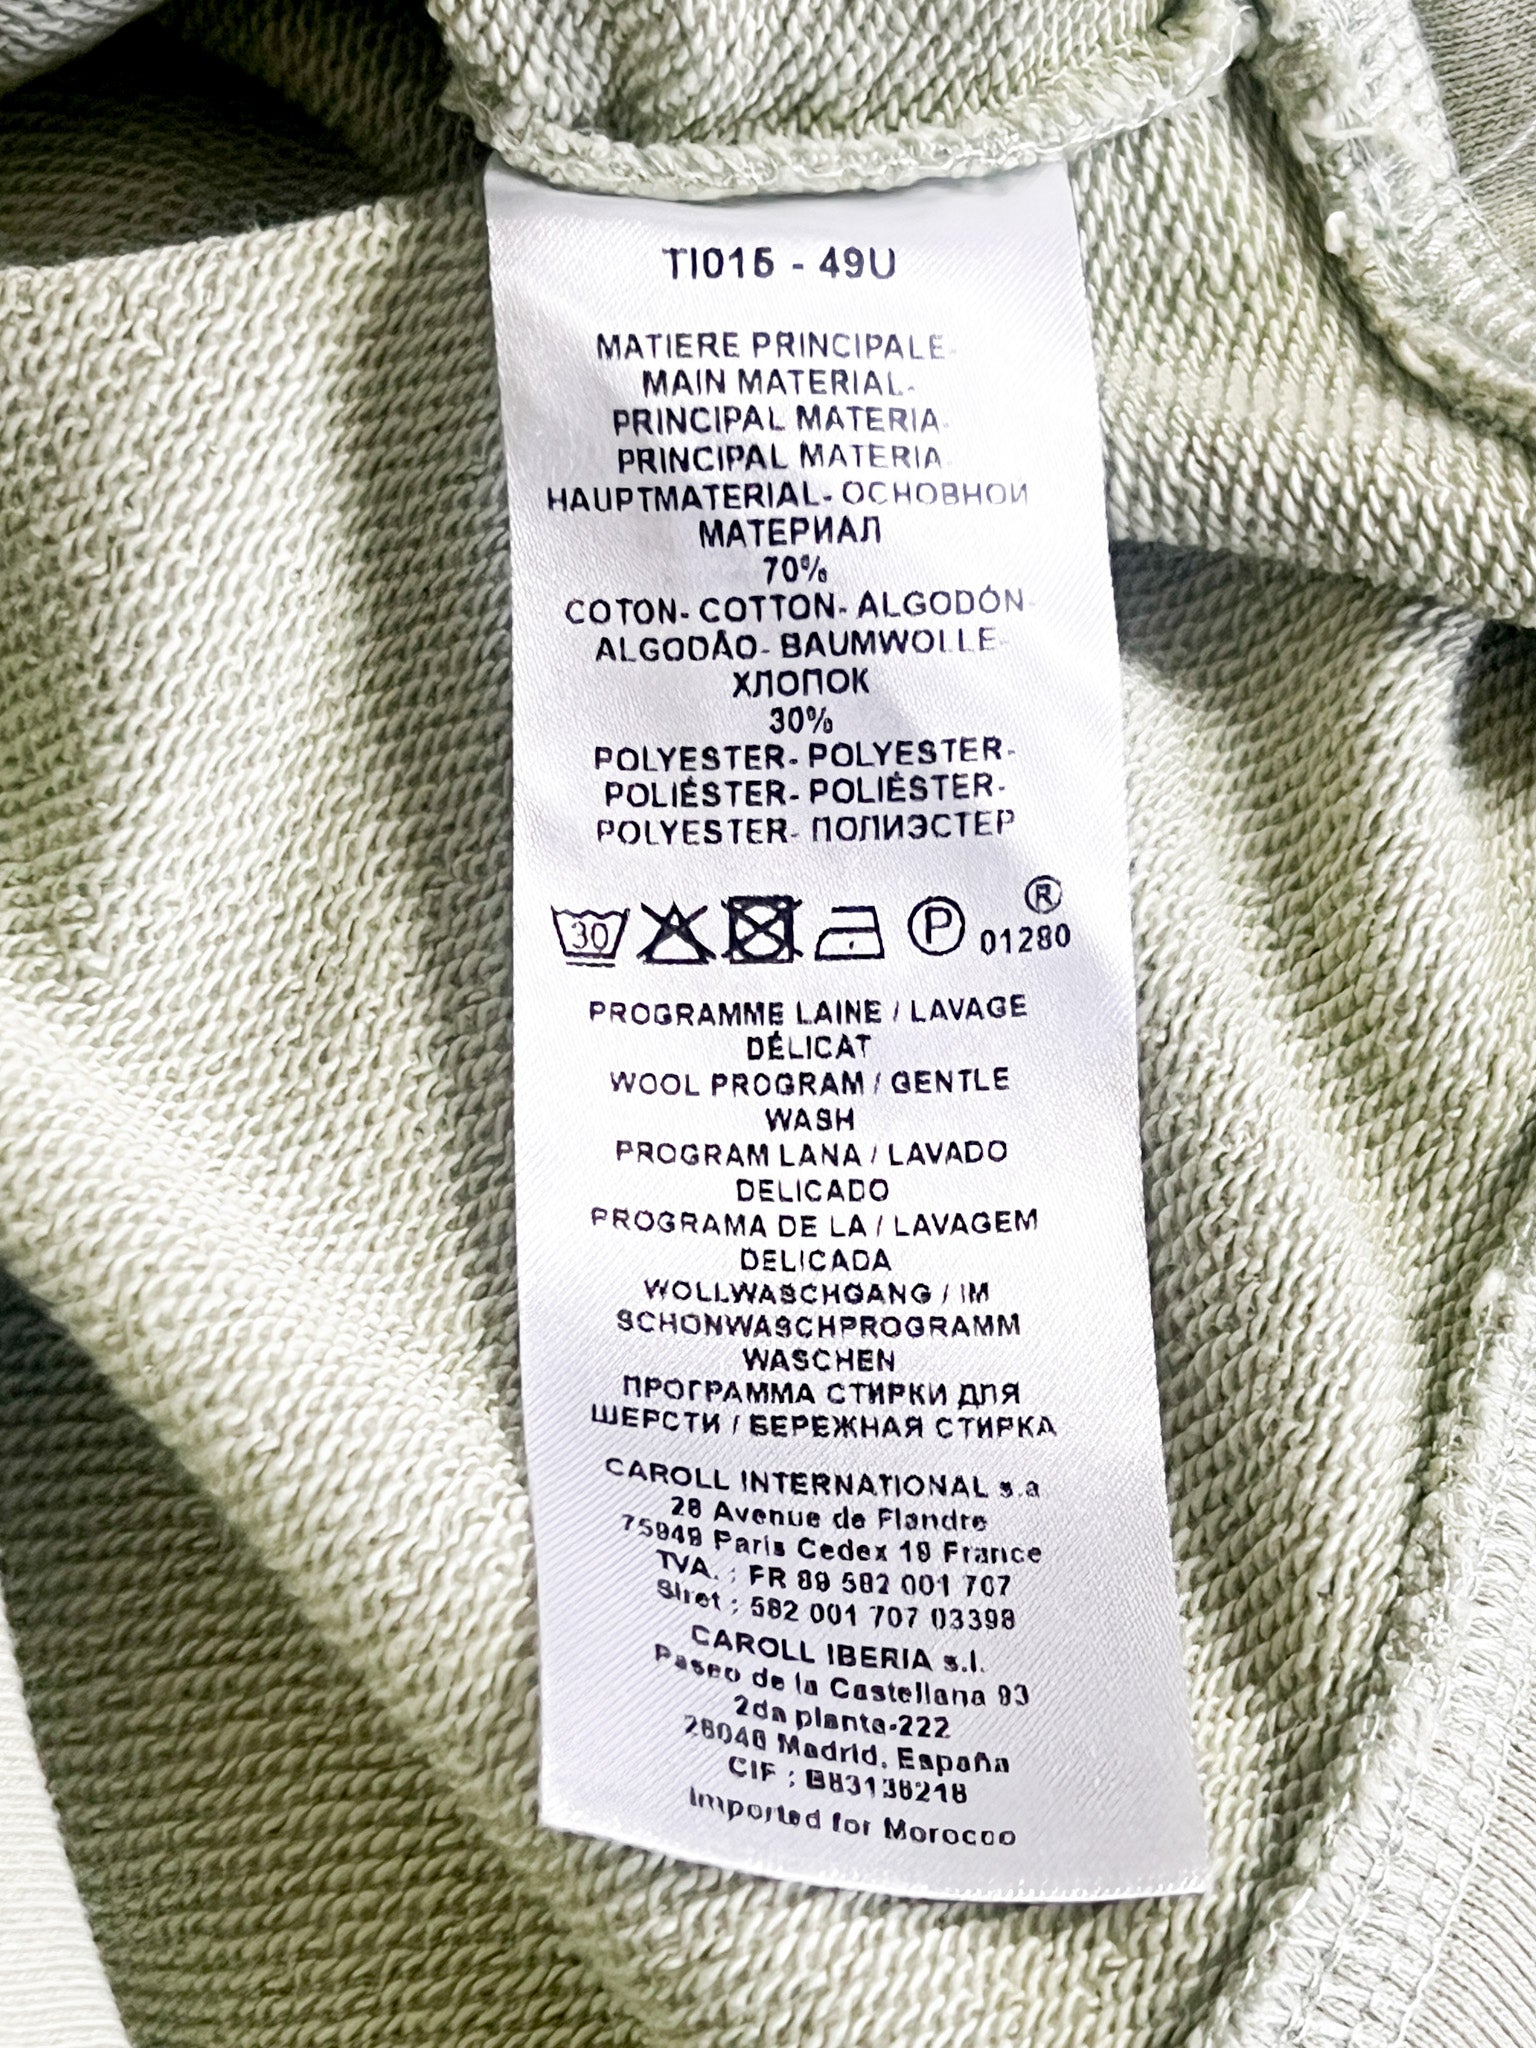 TI015 - 49U
MATIERE PRINCIPALE-
MAIN MATERIAL-
PRINCIPAL MATERIA-
PRINCIPAL MATERIA-
HAUPTMATERIAL- ОСНОВНОЙ
МАТЕРИАЛ
70%
COTON- COTTON- ALGODÓN-
ALGODÃO- BAUMWOLLE-
ХЛОПОК
30%
POLYESTER- POLYESTER-
POLIÉSTER- POLIÉSTER-
POLYESTER- ПОЛИЭСТЕР
30 P ® 01280
PROGRAMME LAINE / LAVAGE
DÉLICAT
WOOL PROGRAM / GENTLE
WASH
PROGRAM LANA / LAVADO
DELICADO
PROGRAMA DE LA / LAVAGEM
DELICADA
WOLLWASCHGANG / IM
SCHONWASCHPROGRAMM
WASCHEN
ПРОГРАММА СТИРКИ ДЛЯ
ШЕРСТИ / БЕРЕЖНАЯ СТИРКА
CAROLL INTERNATIONAL s.a
28 Avenue de Flandre
75949 Paris Cedex 19 France
TVA. : FR 89 582 001 707
Siret : 582 001 707 03398
CAROLL IBERIA s.l.
Paseo de la Castellana 93
2da planta-222
28046 Madrid, España
CIF : B83136218
Imported for Morocco